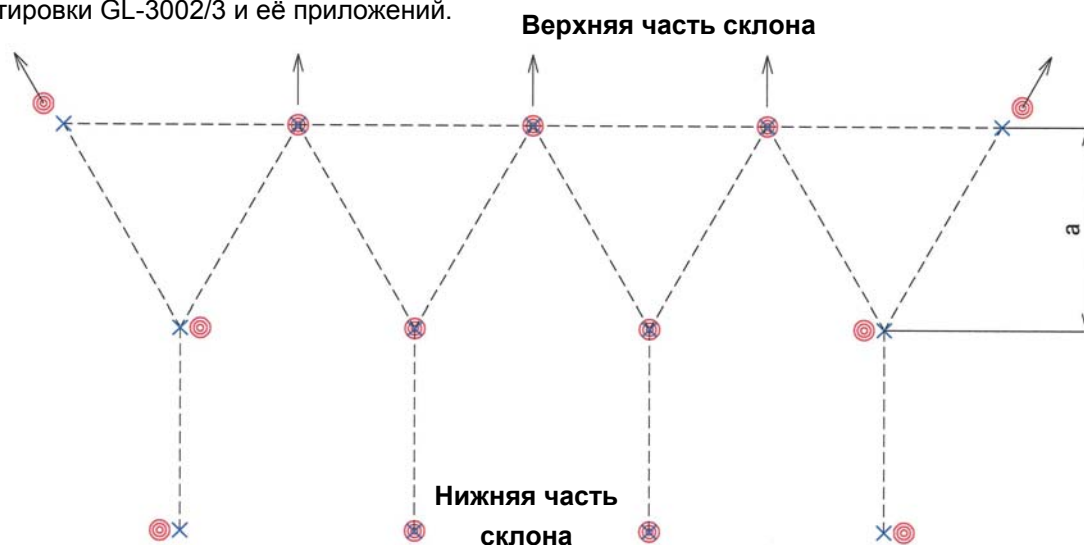 тировки GL-3002/3 и её приложений.
Верхняя часть склона
a
Нижняя часть
склона